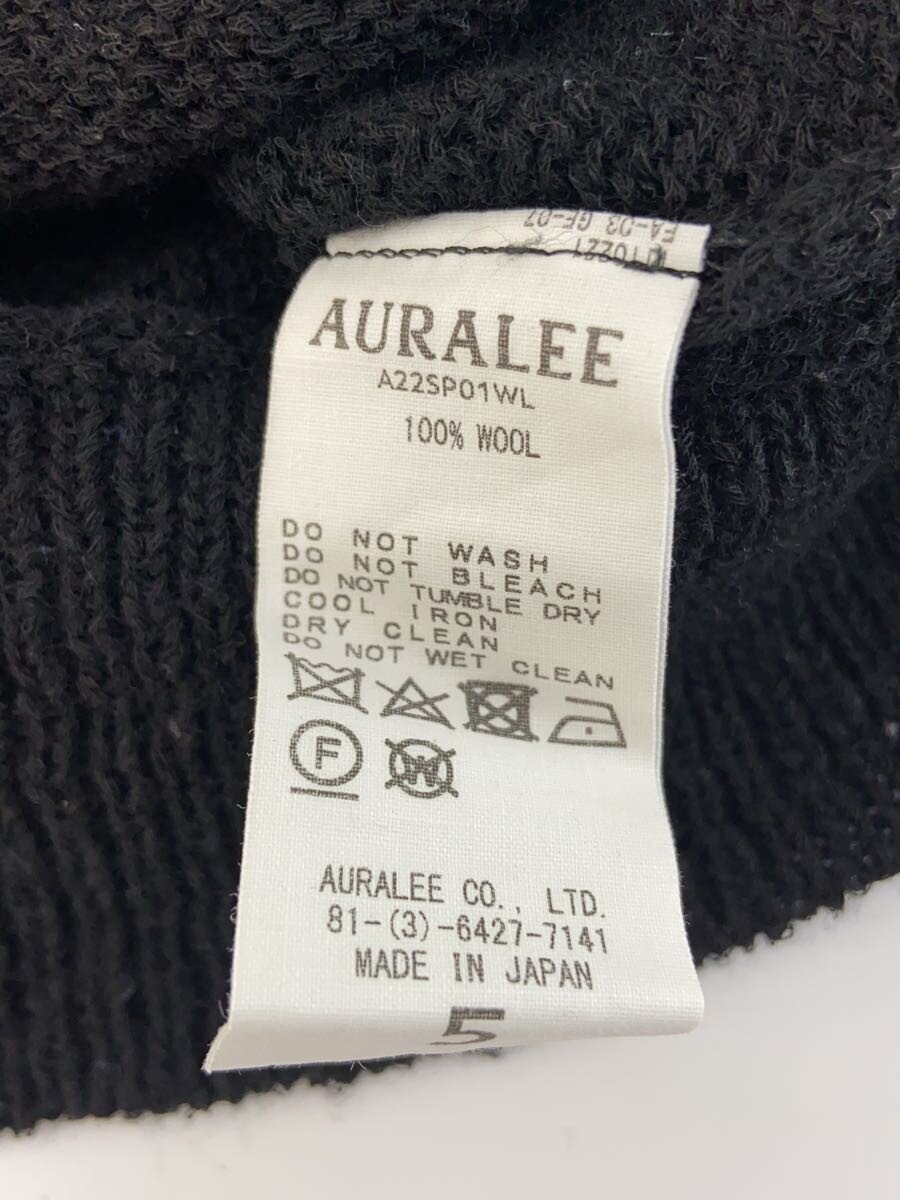 FA-03 GF-07
AURALEE
A22SP01WL
100% WOOL
DO NOT WASH
DO NOT BLEACH
DO NOT TUMBLE DRY
COOL IRON
DRY CLEAN
DO NOT WET CLEAN
F
W
AURALEE CO., LTD.
81-(3)-6427-7141
MADE IN JAPAN
5